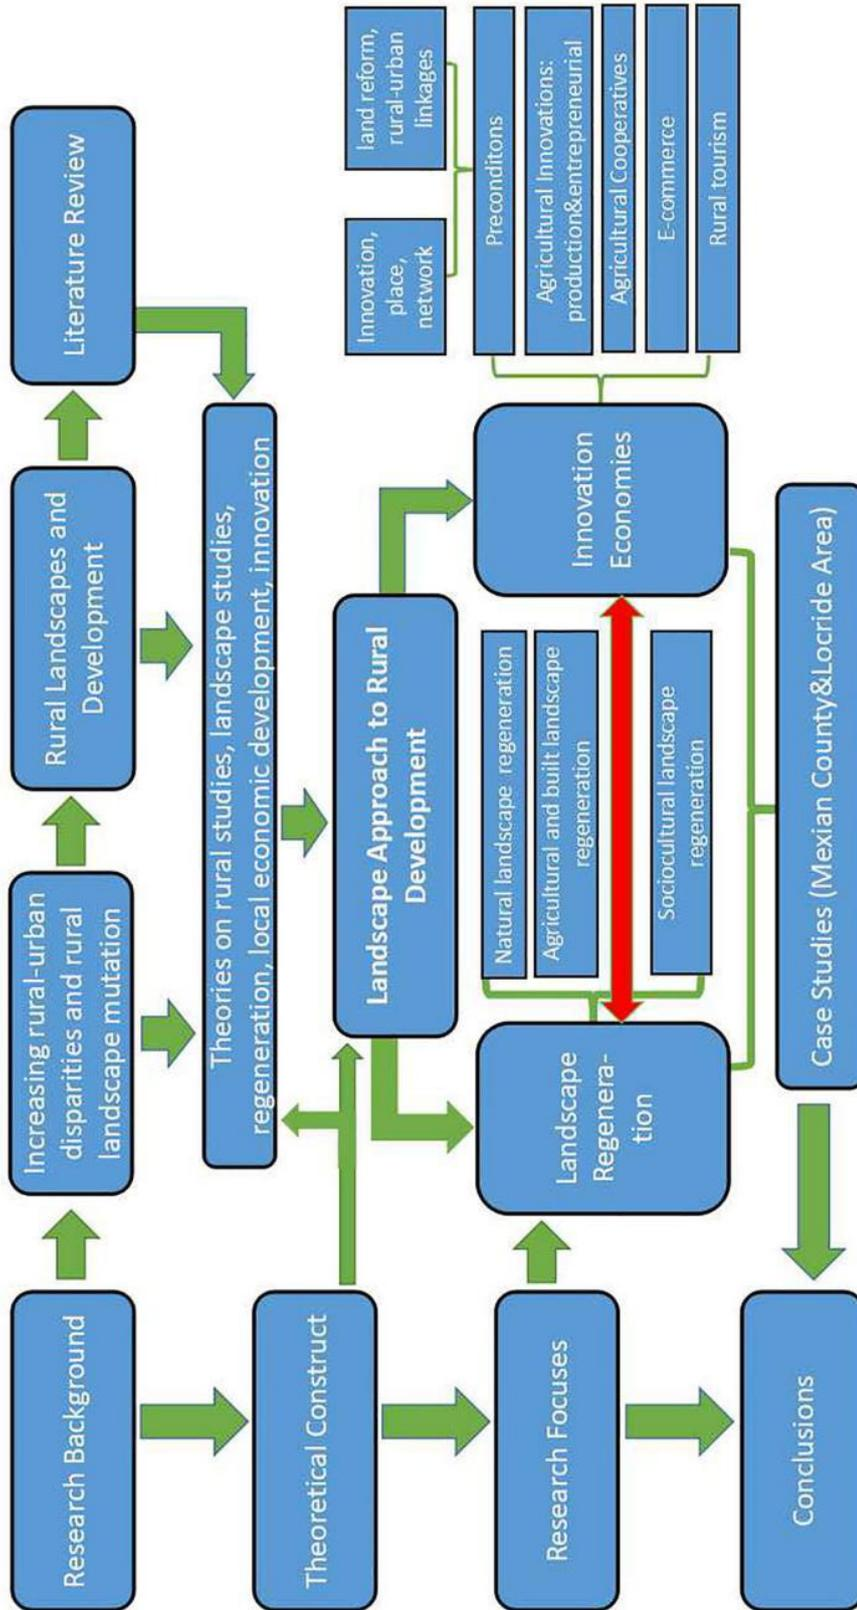 Research Background
Increasing rural-urban
disparities and rural
landscape mutation
Rural Landscapes and
Development
Literature Review
Theories on rural studies, landscape studies,
regeneration, local economic development, innovation
Theoretical Construct
Landscape Approach to Rural
Development
Research Focuses
Landscape
Regenera-
tion
Natural landscape regeneration
Agricultural and built landscape
regeneration
Sociocultural landscape
regeneration
Innovation
Economies
Innovation,
place,
network
land reform,
rural-urban
linkages
Preconditons
Agricultural Innovations:
production&entrepreneurial
Agricultural Cooperatives
E-commerce
Rural tourism
Conclusions
Case Studies (Mexian County&Locride Area)